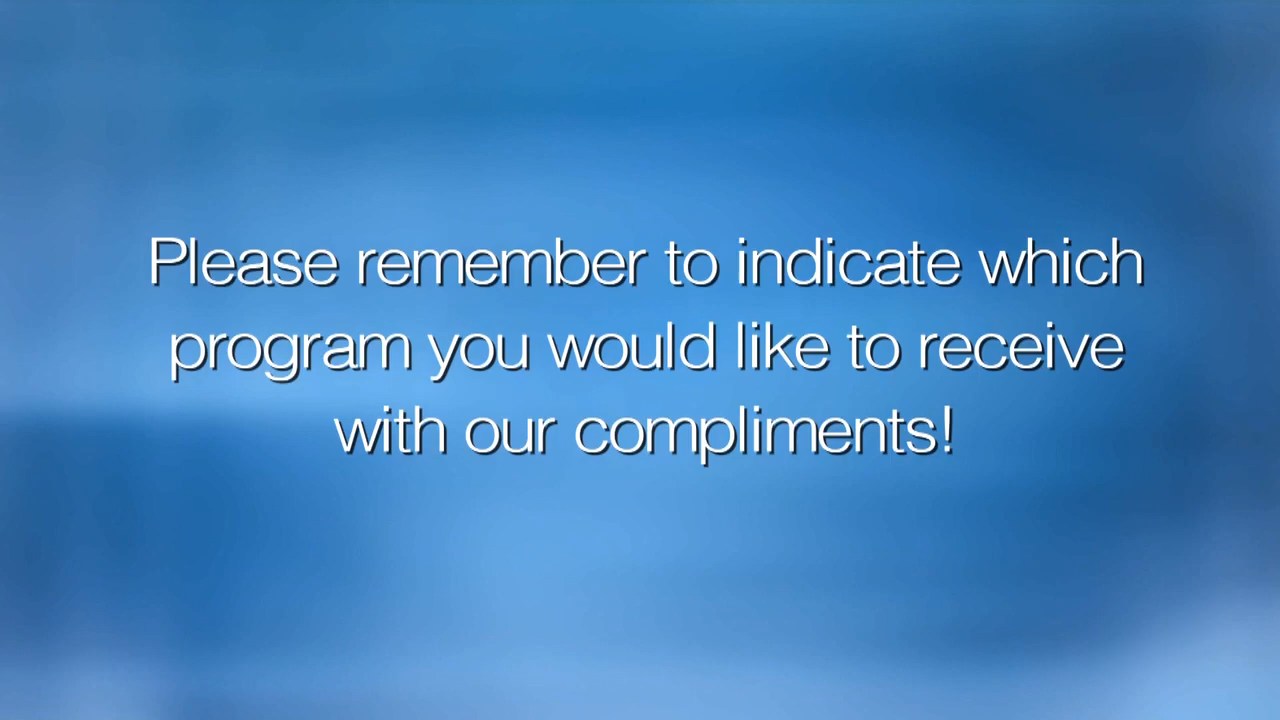 Please remember to indicate which
program you would like to receive
with our compliments!